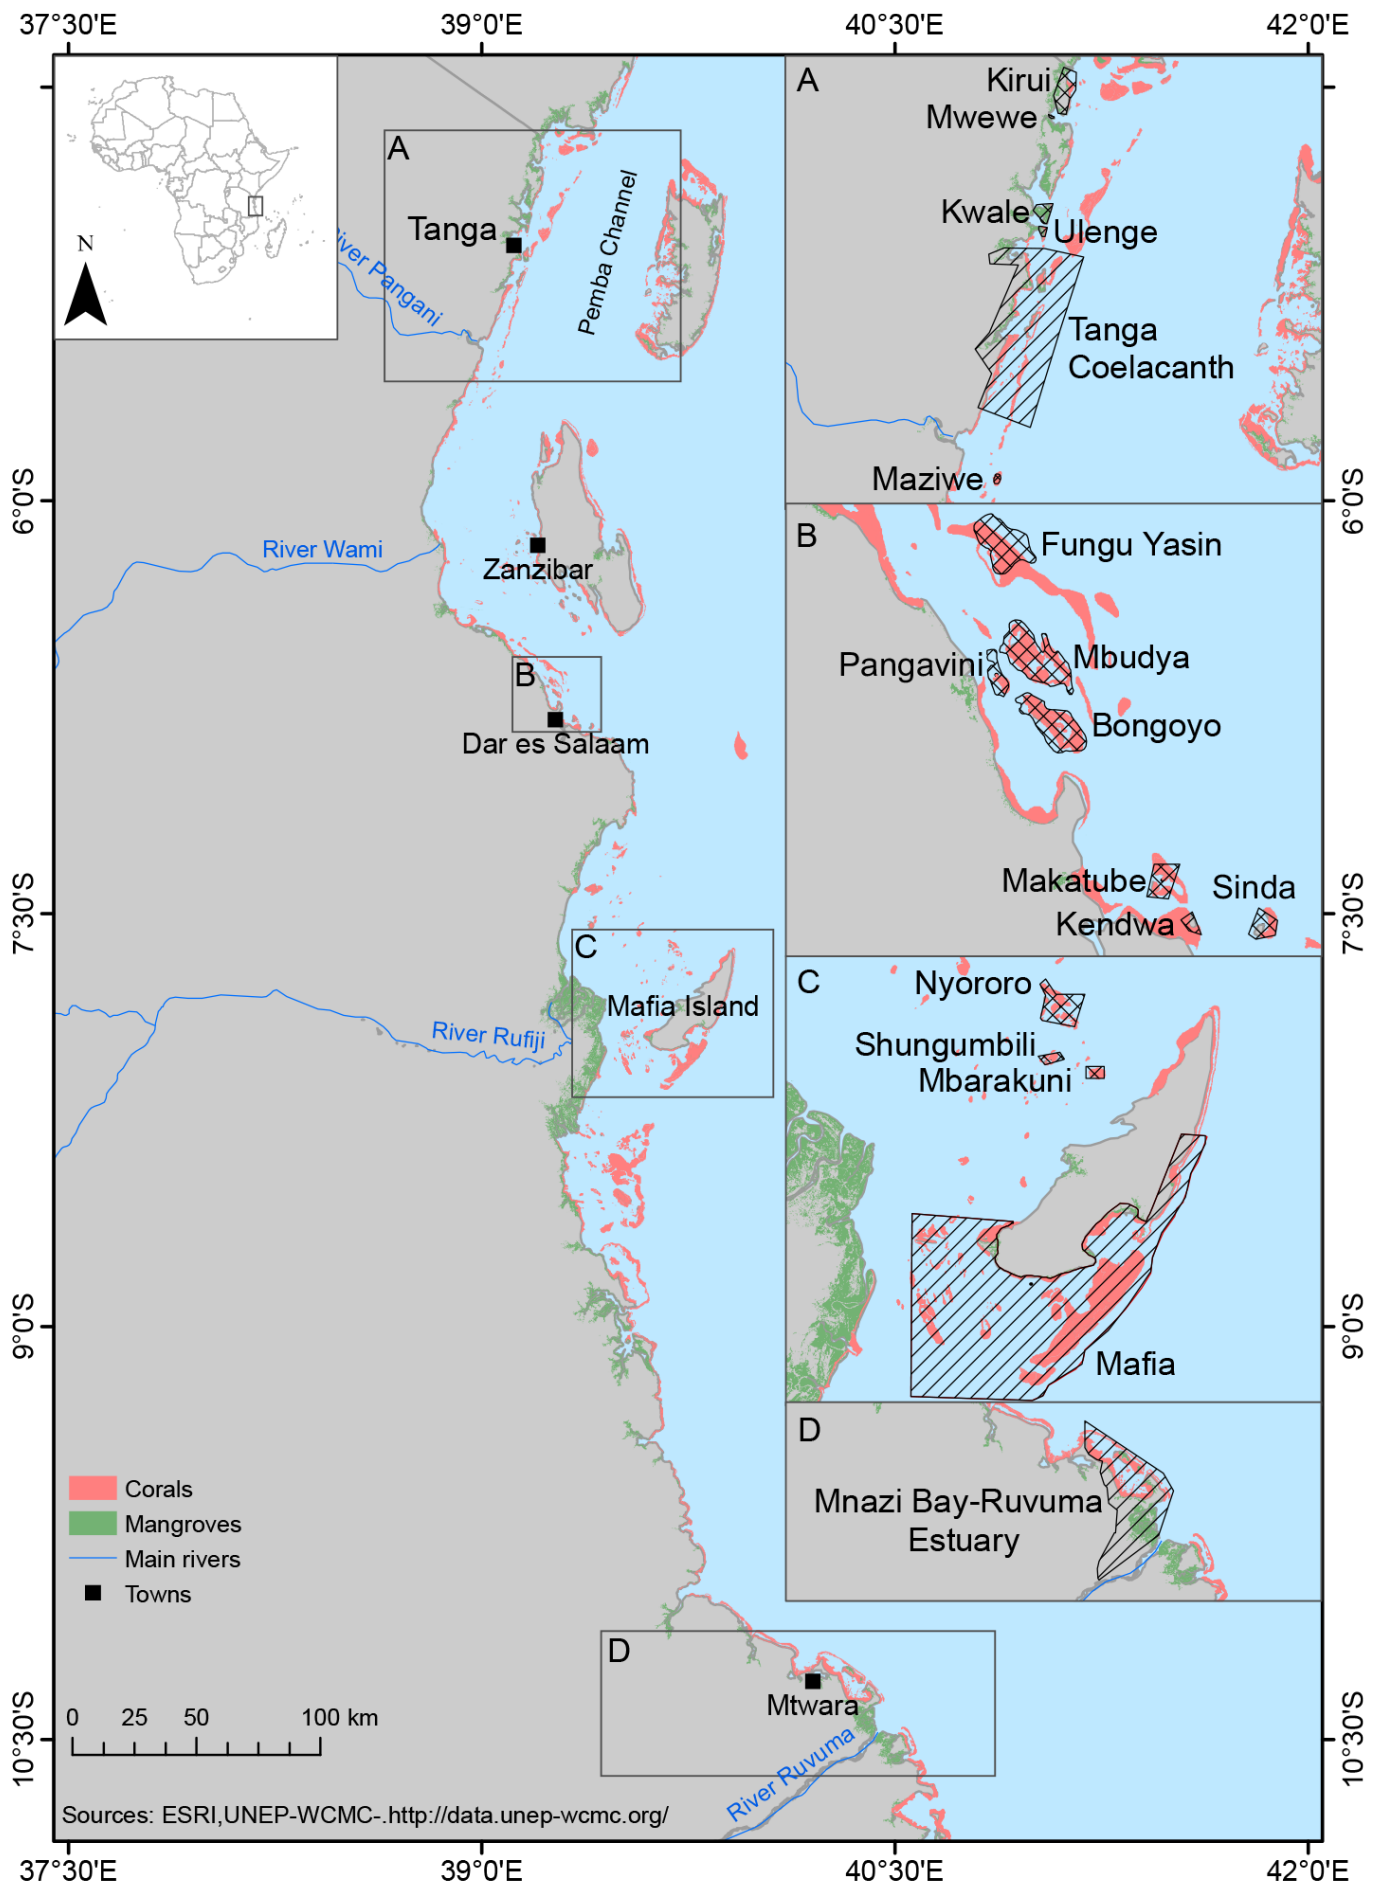 37°30'E
39°0'E
40°30'E
42°0'E
N
A
Tanga
Pemba Channel
River Pangani
River Wami
Zanzibar
B
Dar es Salaam
C
Mafia Island
River Rufiji
D
Mtwara
River Ruvuma
A
Kirui
Mwewe
Kwale
Ulenge
Tanga
Coelacanth
Maziwe
B
Fungu Yasin
Pangavini
Mbudya
Bongoyo
Makatube
Sinda
Kendwa
C
Nyororo
Shungumbili
Mbarakuni
Mafia
D
Mnazi Bay-Ruvuma
Estuary
6°0'S
7°30'S
9°0'S
10°30'S
6°0'S
7°30'S
9°0'S
10°30'S
Corals
Mangroves
Main rivers
Towns
0 25 50 100 km
Sources: ESRI,UNEP-WCMC-.http://data.unep-wcmc.org/
37°30'E
39°0'E
40°30'E
42°0'E